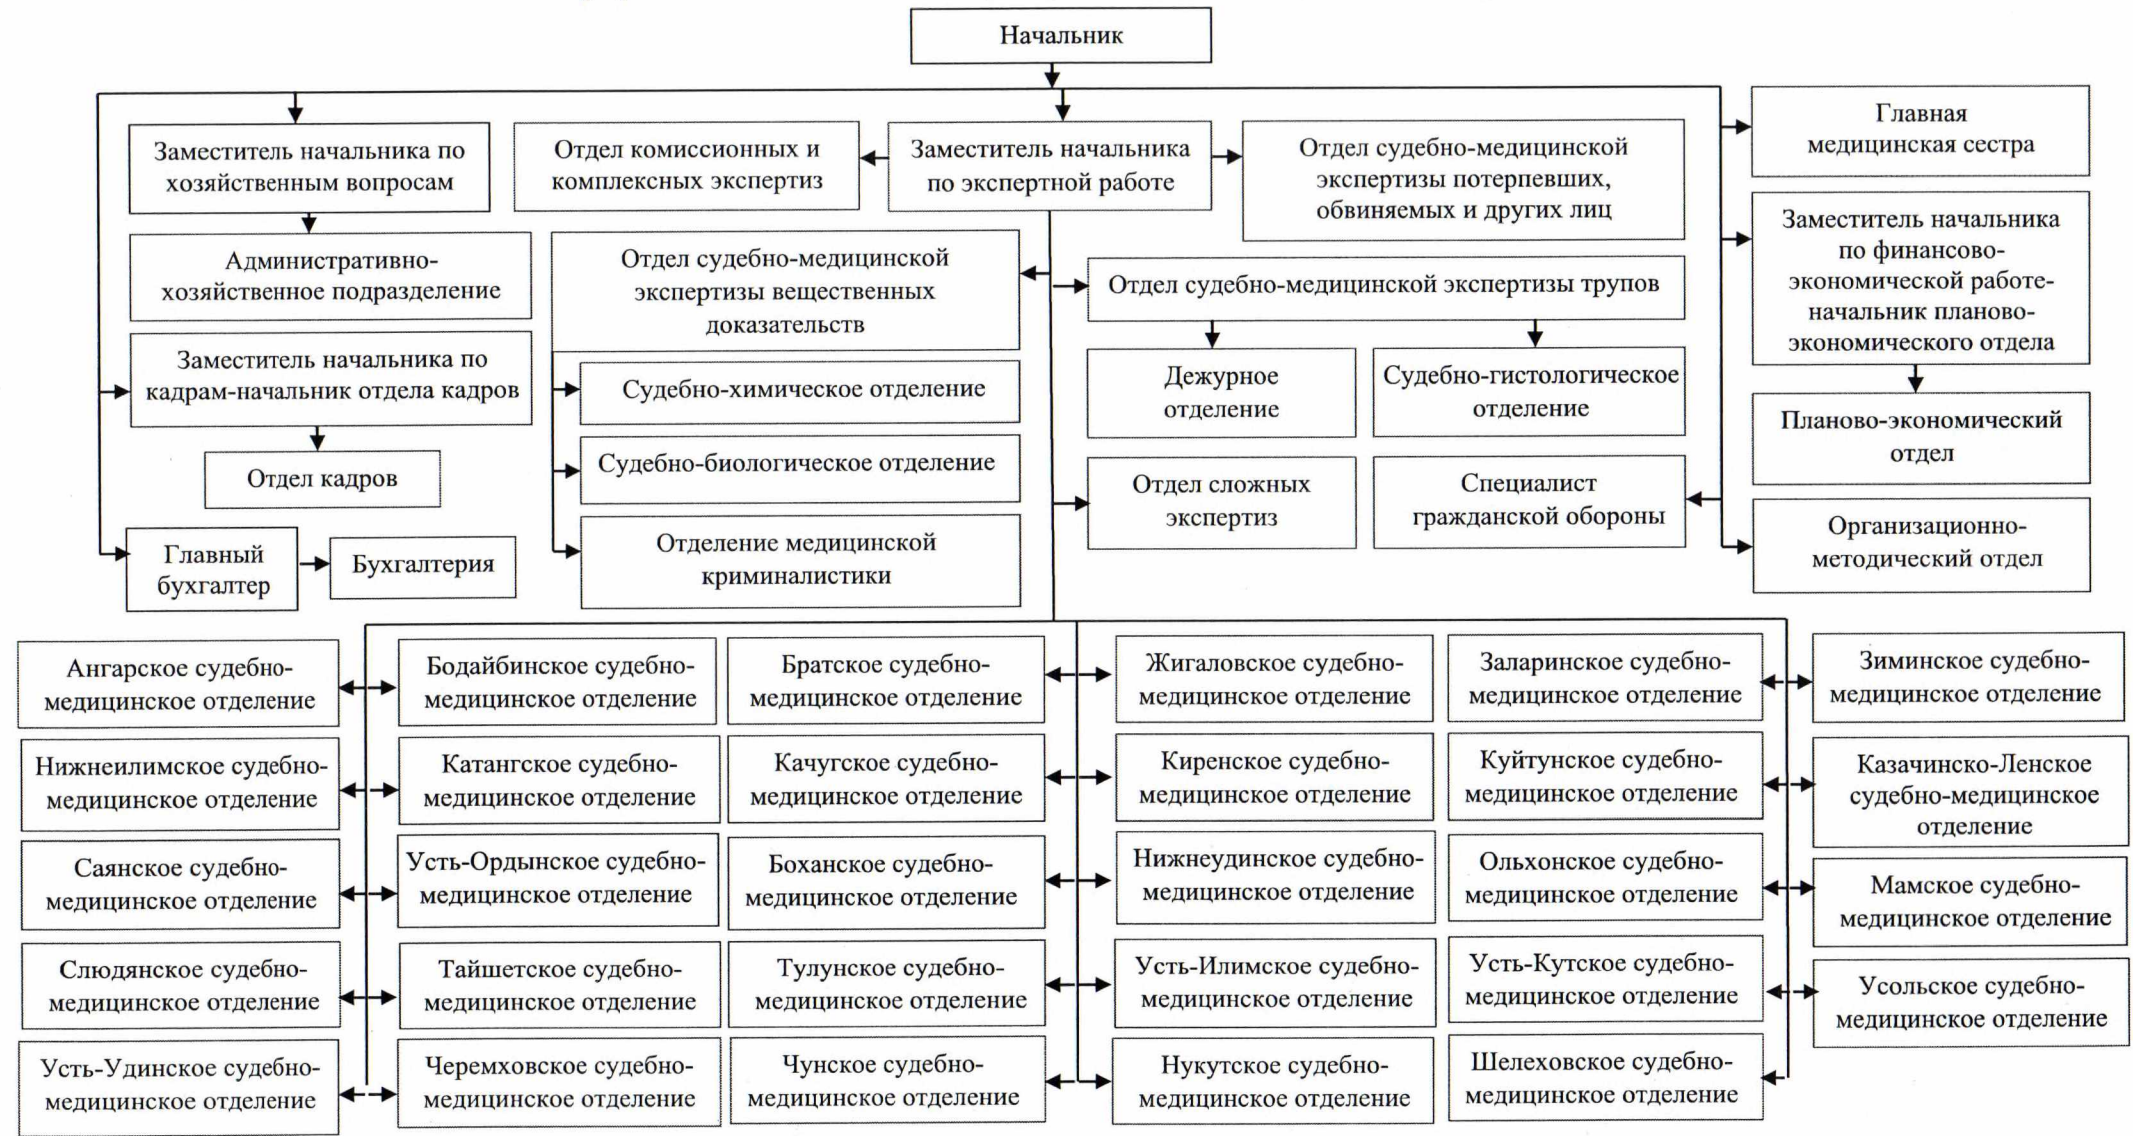 Начальник
Заместитель начальника по
хозяйственным вопросам
Отдел комиссионных и
комплексных экспертиз
Заместитель начальника
по экспертной работе
Отдел судебно-медицинской
экспертизы потерпевших,
обвиняемых и других лиц
Главная
медицинская сестра
Административно-
хозяйственное подразделение
Отдел судебно-медицинской
экспертизы вещественных
доказательств
Отдел судебно-медицинской экспертизы трупов
Заместитель начальника
по финансово-
экономической работе-
начальник планово-
экономического отдела
Заместитель начальника по
кадрам-начальник отдела кадров
Судебно-химическое отделение
Дежурное
отделение
Судебно-гистологическое
отделение
Планово-экономический
отдел
Отдел кадров
Судебно-биологическое отделение
Отдел сложных
экспертиз
Специалист
гражданской обороны
Главный
бухгалтер
Бухгалтерия
Отделение медицинской
криминалистики
Организационно-
методический отдел
Ангарское судебно-
медицинское отделение
Бодайбинское судебно-
медицинское отделение
Братское судебно-
медицинское отделение
Жигаловское судебно-
медицинское отделение
Заларинское судебно-
медицинское отделение
Зиминское судебно-
медицинское отделение
Нижнеилимское судебно-
медицинское отделение
Катангское судебно-
медицинское отделение
Качугское судебно-
медицинское отделение
Киренское судебно-
медицинское отделение
Куйтунское судебно-
медицинское отделение
Казачинско-Ленское
судебно-медицинское
отделение
Саянское судебно-
медицинское отделение
Усть-Ордынское судебно-
медицинское отделение
Боханское судебно-
медицинское отделение
Нижнеудинское судебно-
медицинское отделение
Ольхонское судебно-
медицинское отделение
Мамское судебно-
медицинское отделение
Слюдянское судебно-
медицинское отделение
Тайшетское судебно-
медицинское отделение
Тулунское судебно-
медицинское отделение
Усть-Илимское судебно-
медицинское отделение
Усть-Кутское судебно-
медицинское отделение
Усольское судебно-
медицинское отделение
Усть-Удинское судебно-
медицинское отделение
Черемховское судебно-
медицинское отделение
Чунское судебно-
медицинское отделение
Нукутское судебно-
медицинское отделение
Шелеховское судебно-
медицинское отделение